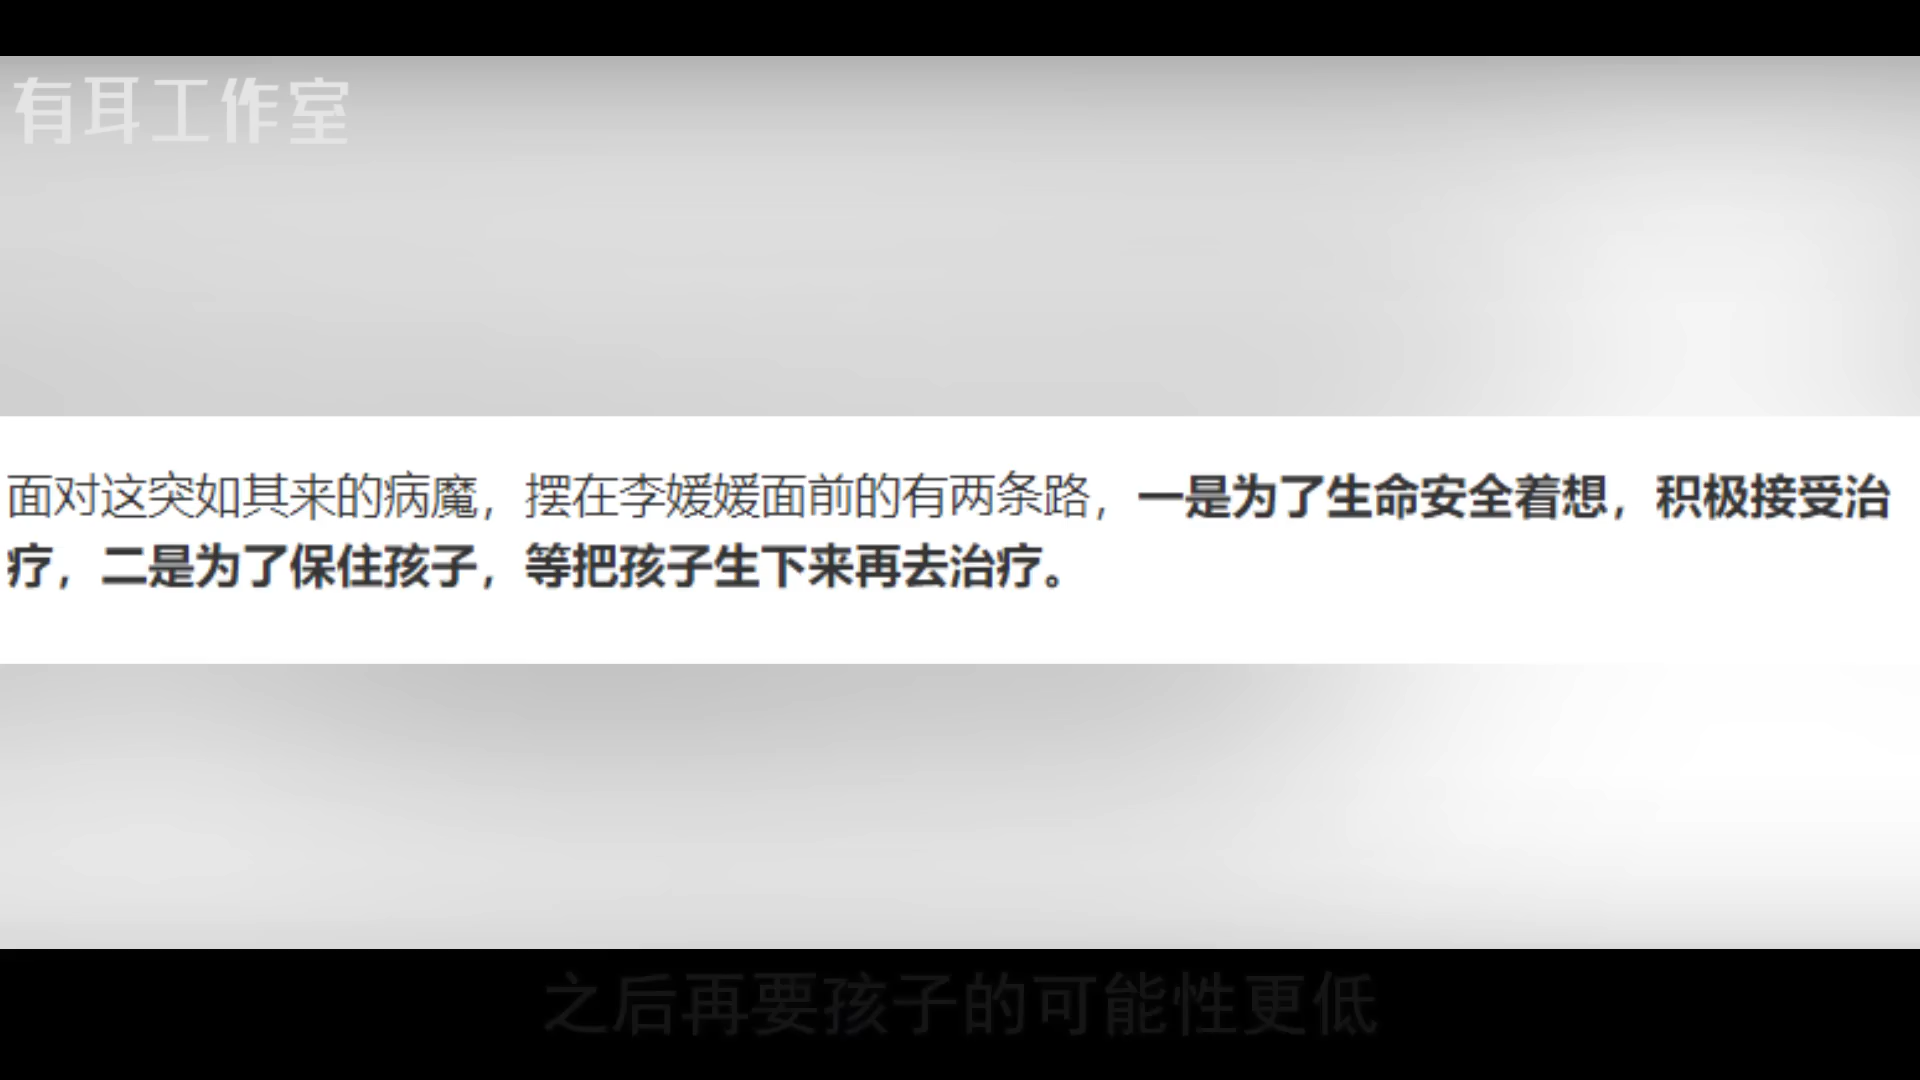 有耳工作室
面对这突如其来的病魔，摆在李媛媛面前的有两条路，一是为了生命安全着想，积极接受治
疗，二是为了保住孩子，等把孩子生下来再去治疗。
之后再要孩子的可能性更低